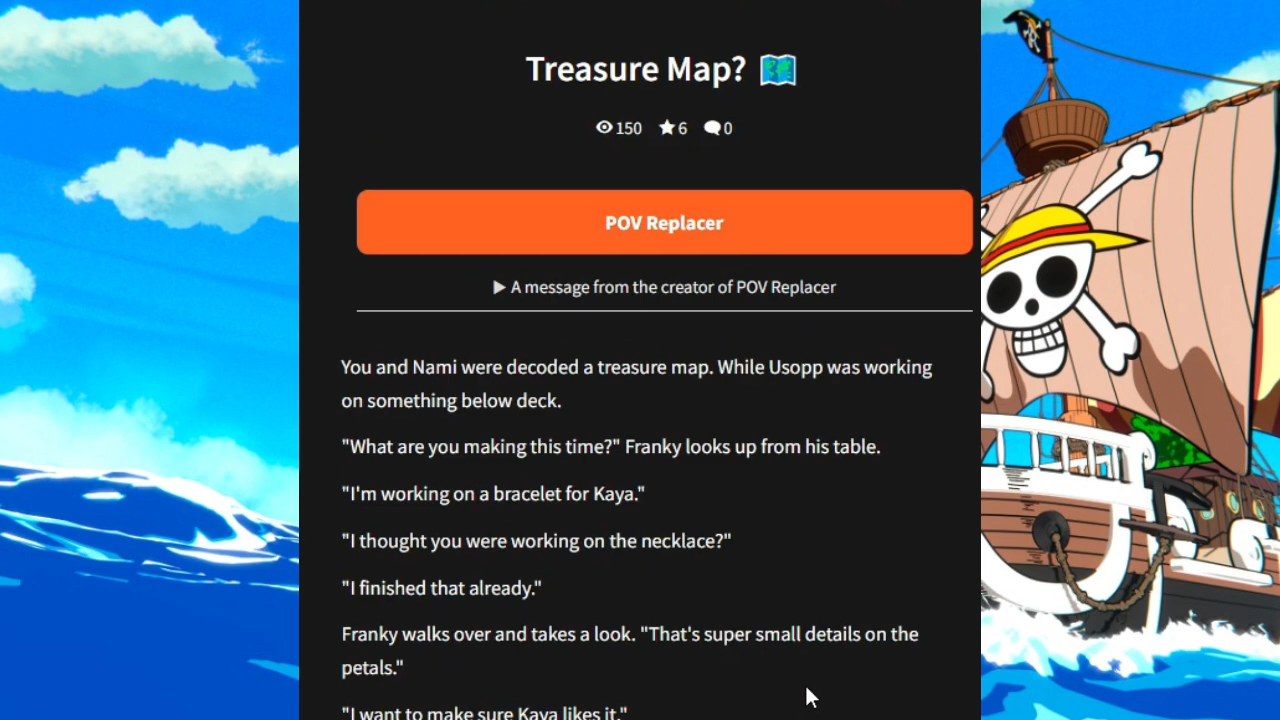 Treasure Map? 🗺️
150 6 0
POV Replacer
▶ A message from the creator of POV Replacer
You and Nami were decoded a treasure map. While Usopp was working
on something below deck.
"What are you making this time?" Franky looks up from his table.
"I'm working on a bracelet for Kaya."
"I thought you were working on the necklace?"
"I finished that already."
Franky walks over and takes a look. "That's super small details on the
petals."
"I want to make sure Kaya likes it."